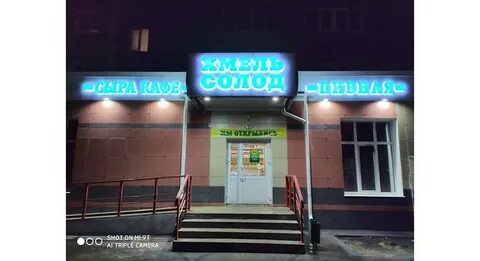 ХМЕЛЬ
СОЛОД
СЫРА КАФЕ
ПИВНАЯ
МЫ ОТКРЫЛИСЬ
SHOT ON MI 9T
AI TRIPLE CAMERA